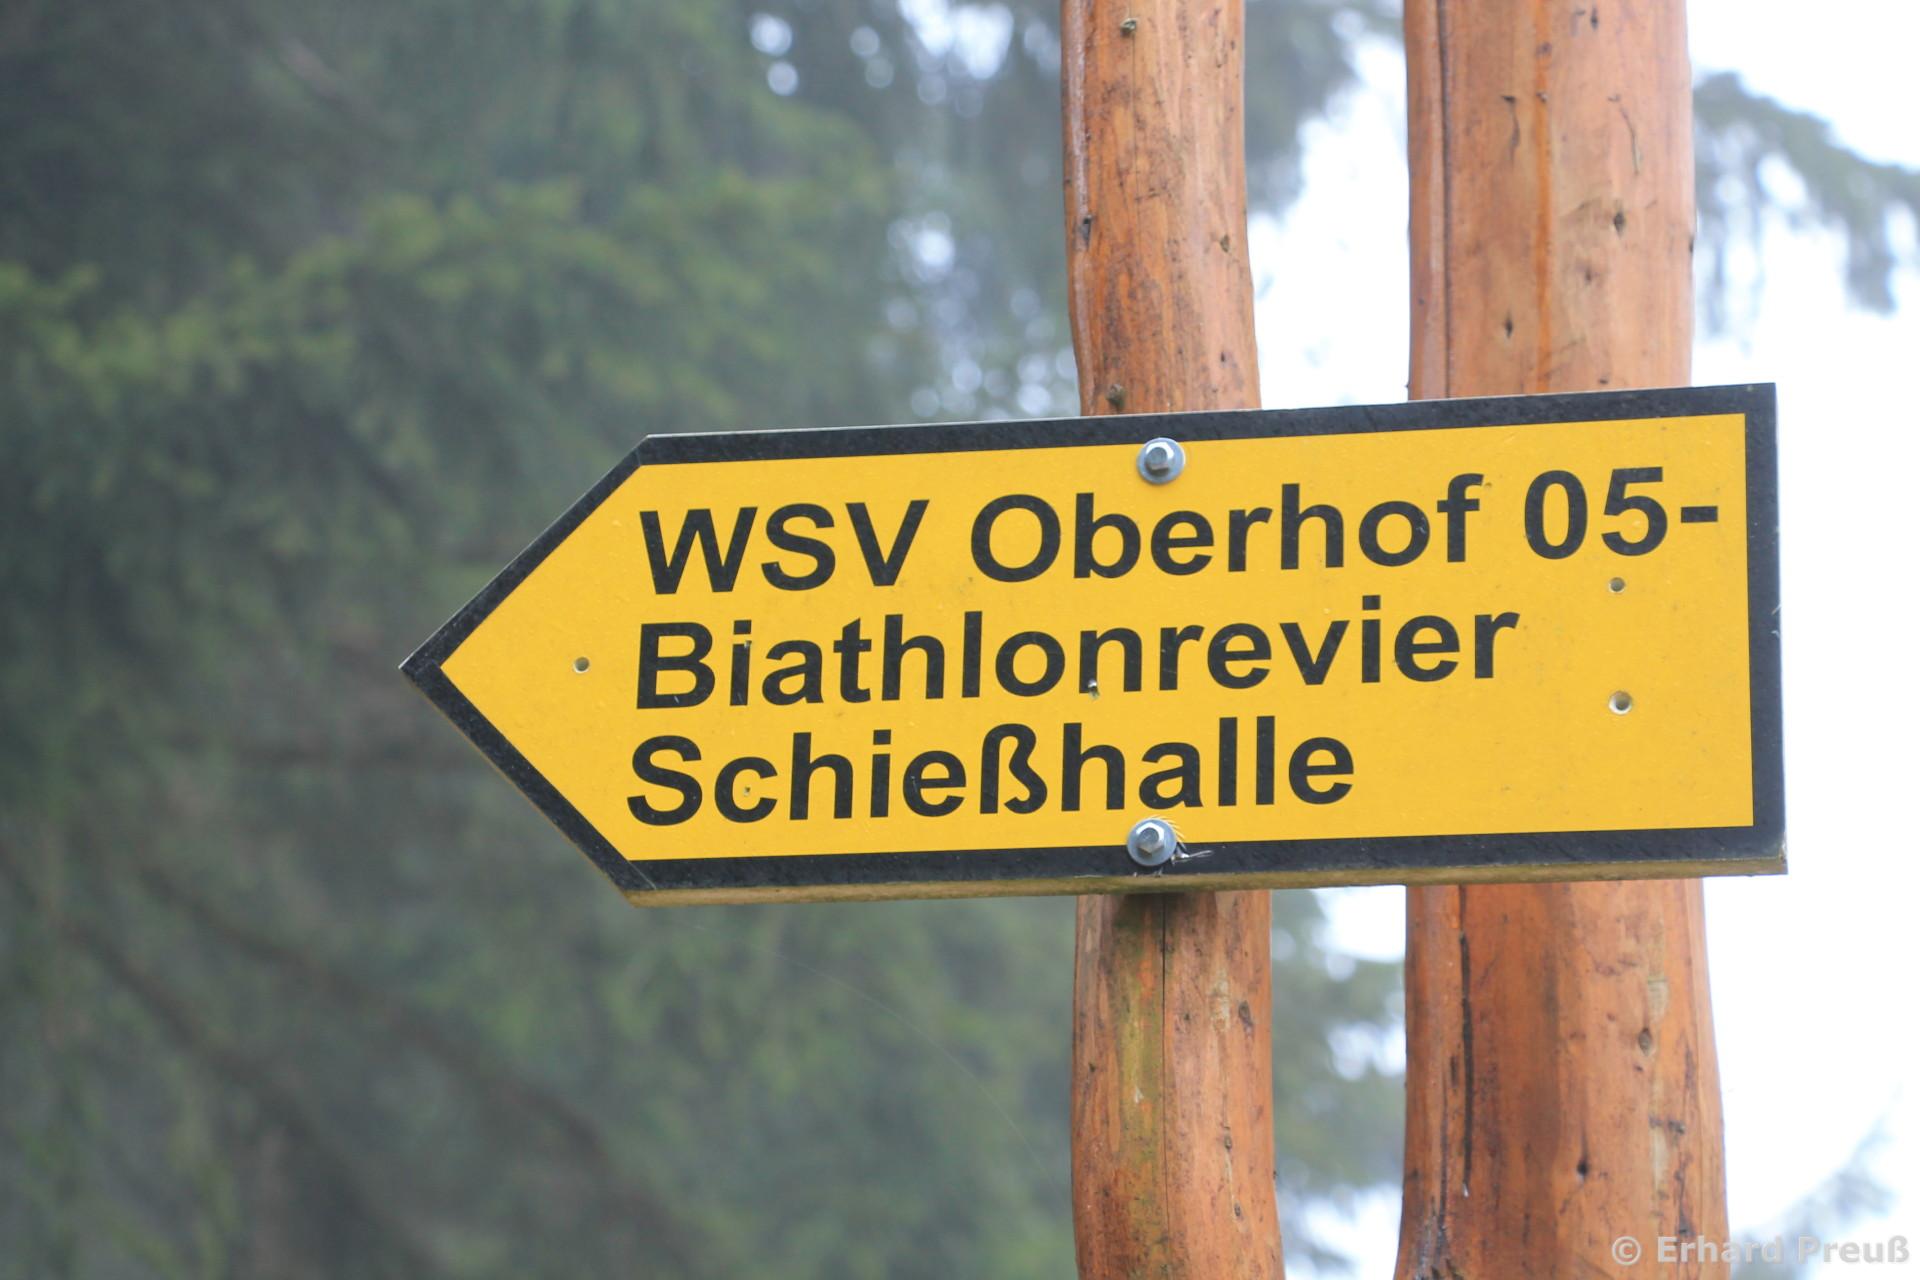 WSV Oberhof 05-
Biathlonrevier
Schießhalle
© Erhard Preuß